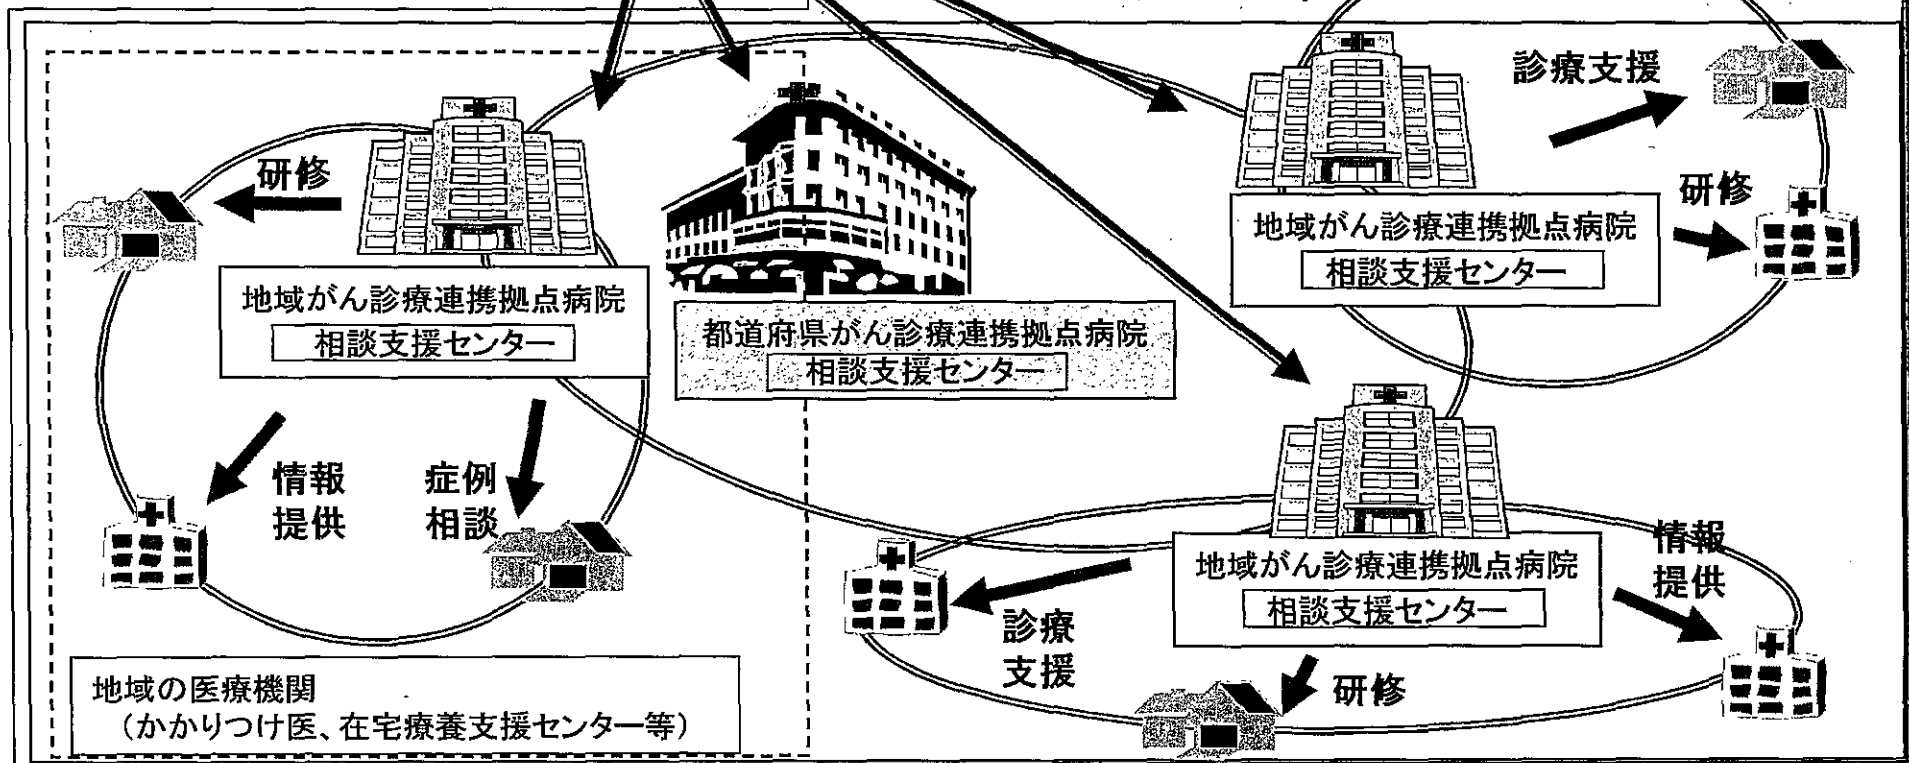 研修
地域がん診療連携拠点病院
相談支援センター
情報
提供
症例
相談
地域の医療機関
(かかりつけ医、在宅療養支援センター等)
都道府県がん診療連携拠点病院
相談支援センター
診療支援
研修
地域がん診療連携拠点病院
相談支援センター
地域がん診療連携拠点病院
相談支援センター
診療
支援
研修
情報
提供